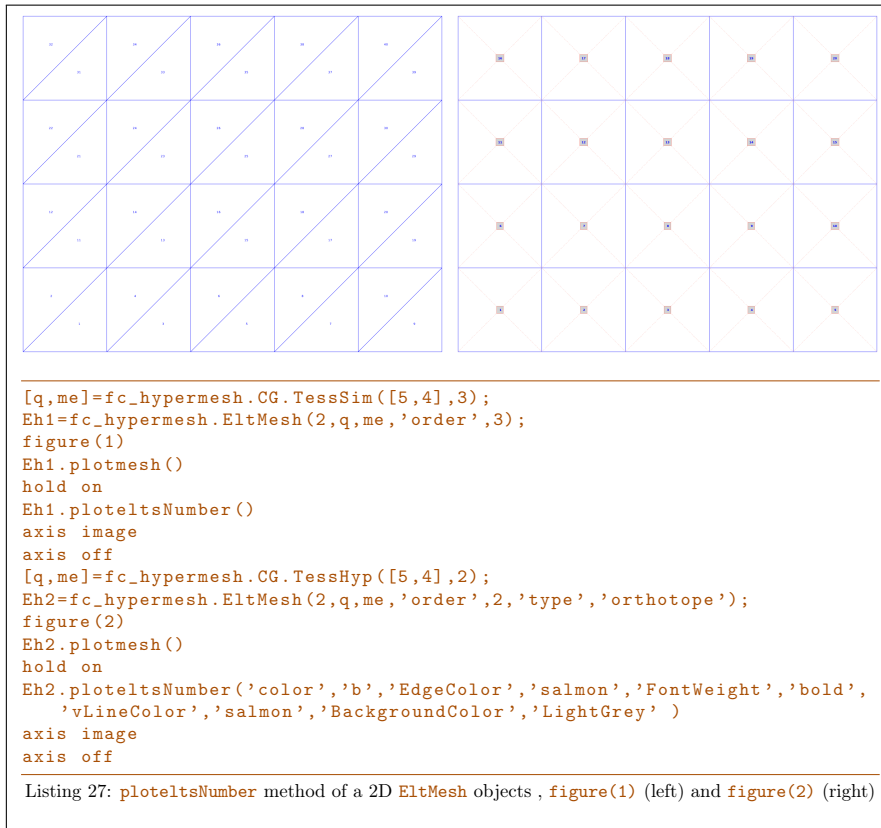 [q,me]=fc_hypermesh.CG.TessSim([5,4],3);
Eh1=fc_hypermesh.EltMesh(2,q,me,'order',3);
figure(1)
Eh1.plotmesh()
hold on
Eh1.ploteltsNumber()
axis image
axis off
[q,me]=fc_hypermesh.CG.TessHyp([5,4],2);
Eh2=fc_hypermesh.EltMesh(2,q,me,'order',2,'type','orthotope');
figure(2)
Eh2.plotmesh()
hold on
Eh2.ploteltsNumber('color','b','EdgeColor','salmon','FontWeight','bold',
'vLineColor','salmon','BackgroundColor','LightGrey' )
axis image
axis off
Listing 27: ploteltsNumber method of a 2D EltMesh objects , figure(1) (left) and figure(2) (right)